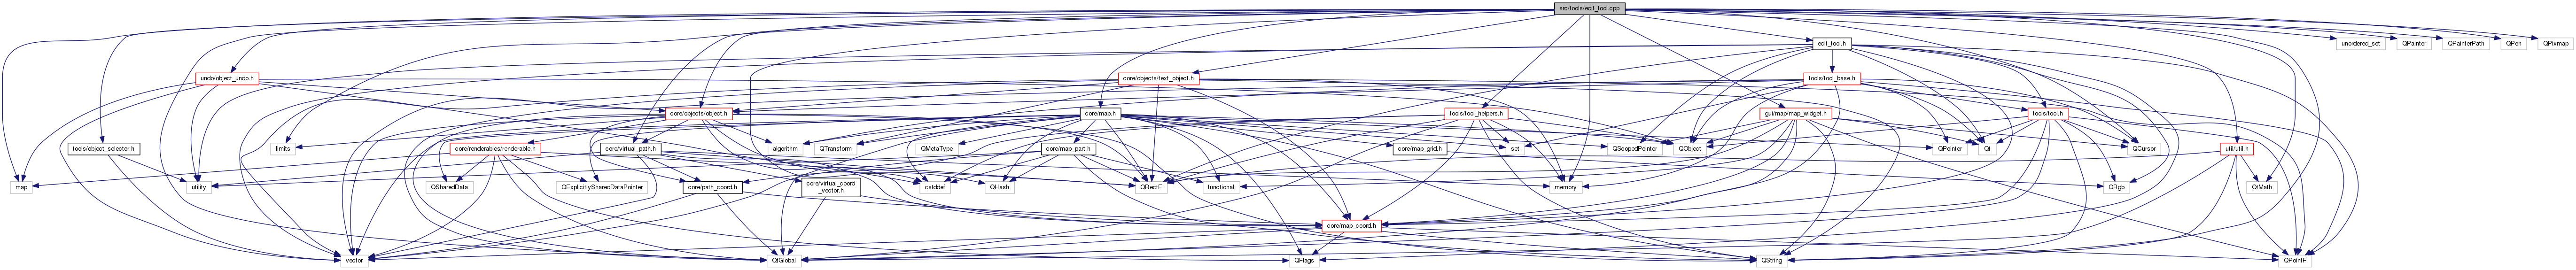 src/tools/edit_tool.cpp
edit_tool.h
unordered_set
QPainter
QPainterPath
QPen
QPixmap
undo/object_undo.h
core/objects/text_object.h
tools/tool_base.h
core/objects/object.h
core/map.h
tools/tool_helpers.h
gui/map/map_widget.h
tools/tool.h
tools/object_selector.h
limits
core/renderables/renderable.h
core/virtual_path.h
algorithm
QTransform
QMetaType
core/map_part.h
core/map_grid.h
set
QScopedPointer
QObject
QPointer
Qt
QCursor
util/util.h
map
utility
QSharedData
QExplicitlySharedDataPointer
core/path_coord.h
core/virtual_coord
_vector.h
cstddef
QHash
QRectF
functional
memory
QRgb
QtMath
core/map_coord.h
vector
QtGlobal
QFlags
QString
QPointF